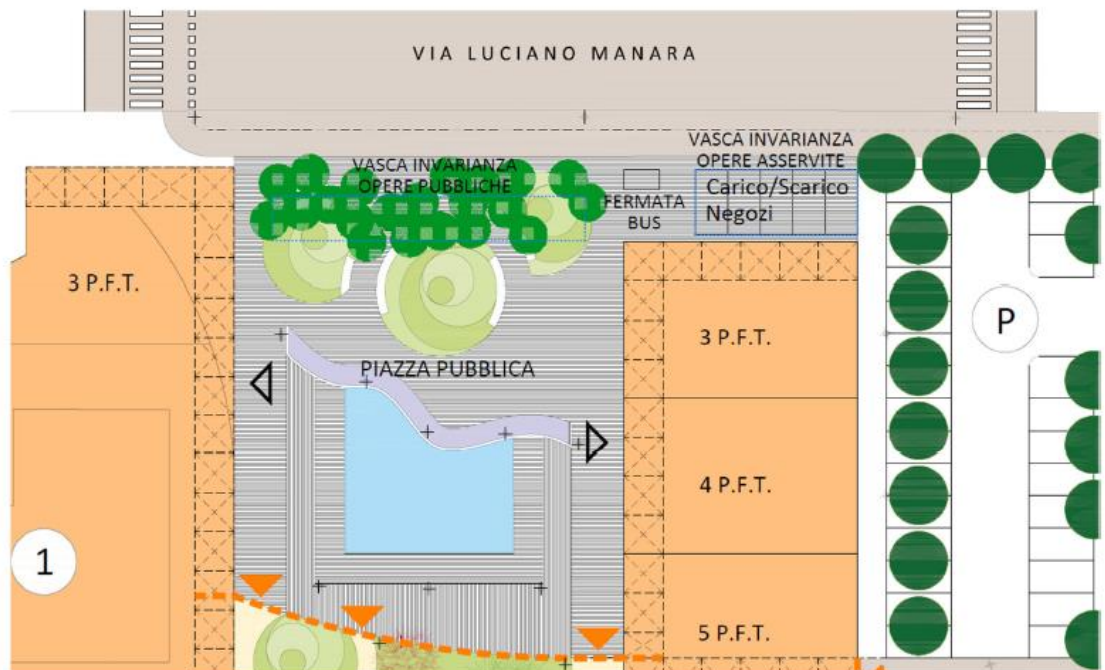 VIA LUCIANO MANARA
VASCA INVARIANZA
OPERE PUBBLICHE
VASCA INVARIANZA
OPERE ASSERVITE
Carico/Scarico
Negozi
FERMATA
BUS
3 P.F.T.
P
3 P.F.T.
PIAZZA PUBBLICA
4 P.F.T.
1
5 P.F.T.